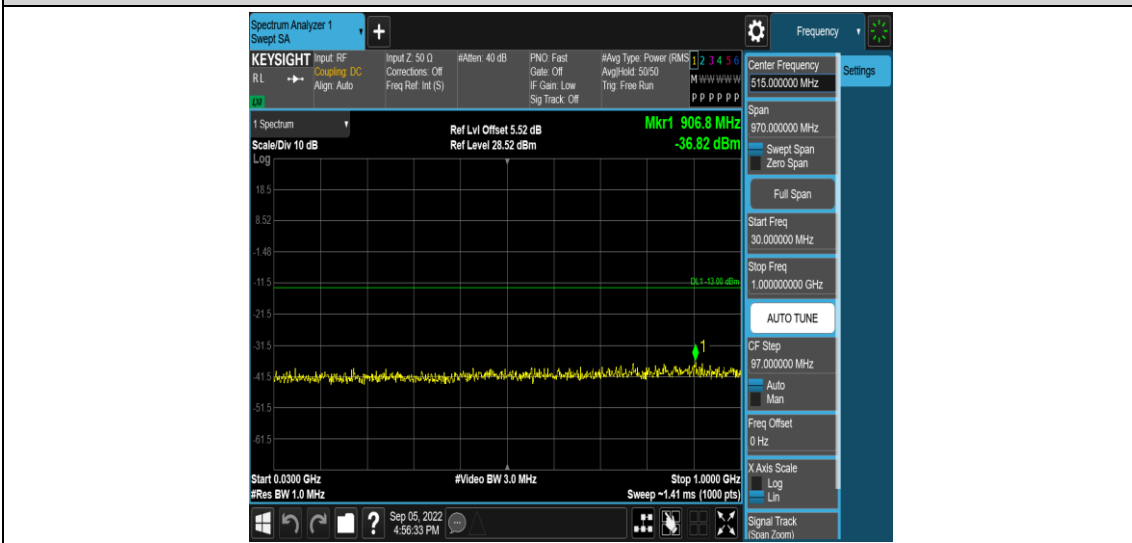 Spectrum Analyzer 1
Swept SA
+
Frequency
KEYSIGHT
RL
LXI
Input: RF
Coupling: DC
Align: Auto
Input Z: 50 Ω
Corrections: Off
Freq Ref: Int (S)
#Atten: 40 dB
PNO: Fast
Gate: Off
IF Gain: Low
Sig Track: Off
#Avg Type: Power (RMS
Avg|Hold: 50/50
Trig: Free Run
1 2 3 4 5 6
M W W W W W
P P P P P P
1 Spectrum
Scale/Div 10 dB
Ref Lvl Offset 5.52 dB
Ref Level 28.52 dBm
Mkr1 906.8 MHz
-36.82 dBm
Log
18.5
8.52
-1.48
-11.5
-21.5
-31.5
-41.5
-51.5
-61.5
DL1 -13.00 dBm
1
Start 0.0300 GHz
#Res BW 1.0 MHz
#Video BW 3.0 MHz
Stop 1.0000 GHz
Sweep ~1.41 ms (1000 pts)
Center Frequency
515.000000 MHz
Settings
Span
970.000000 MHz
Swept Span
Zero Span
Full Span
Start Freq
30.000000 MHz
Stop Freq
1.000000000 GHz
AUTO TUNE
CF Step
97.000000 MHz
Auto
Man
Freq Offset
0 Hz
X Axis Scale
Log
Lin
Signal Track
(Span Zoom)
?
Sep 05, 2022
4:56:33 PM